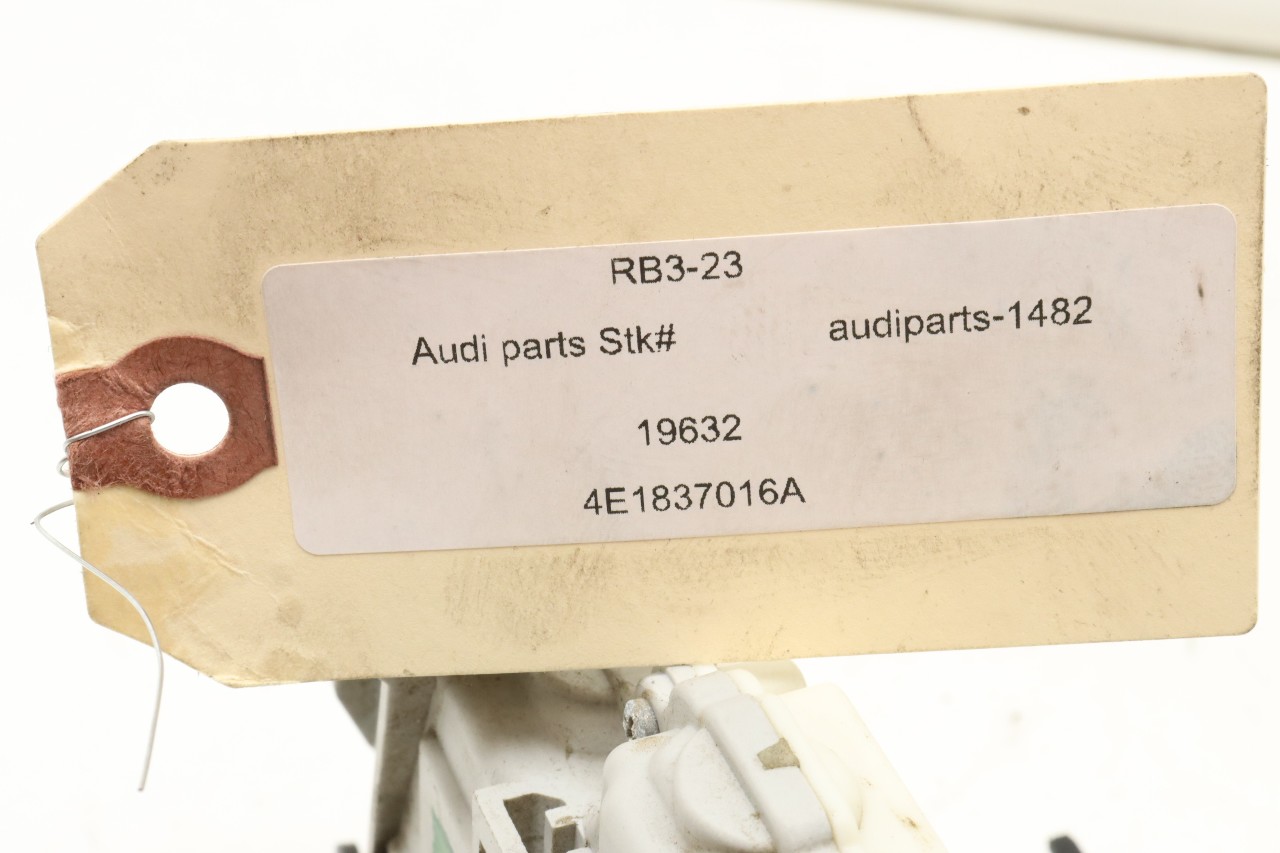 RB3-23
Audi parts Stk# audiparts-1482
19632
4E1837016A